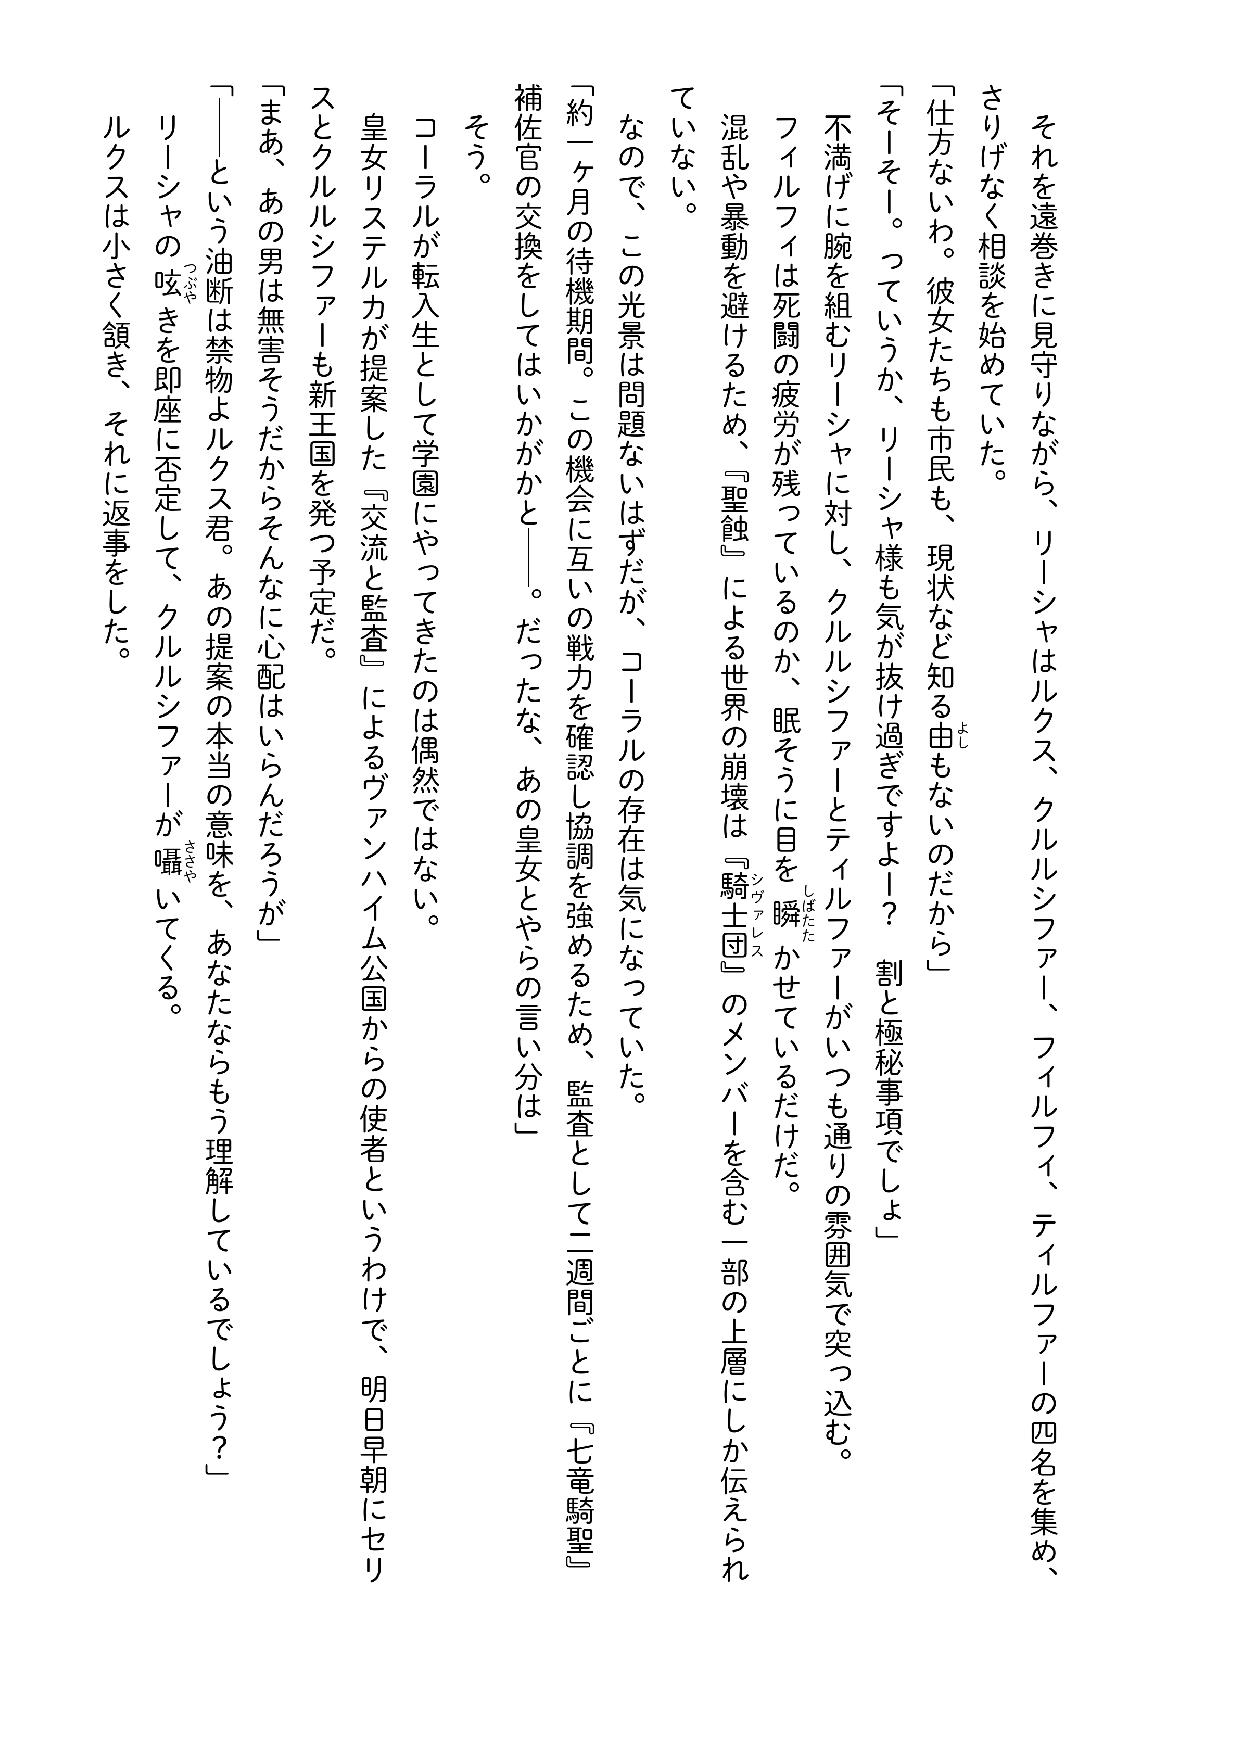 それを遠巻きに見守りながら、リーシャはルクス、クルルシファー、フィルフィ、ティルファーの四名を集め、
さりげなく相談を始めていた。
「仕方ないわ。彼女たちも市民も、現状など知る由もないのだから」
「そーそー。っていうか、リーシャ様も気が抜け過ぎですよー？　割と極秘事項でしょ」
不満げに腕を組むリーシャに対し、クルルシファーとティルファーがいつも通りの雰囲気で突っ込む。
フィルフィは死闘の疲労が残っているのか、眠そうに目を瞬かせているだけだ。
混乱や暴動を避けるため、『聖蝕』による世界の崩壊は『騎士団』のメンバーを含む一部の上層にしか伝えられ
ていない。
なので、この光景は問題ないはずだが、コーラルの存在は気になっていた。
「約一ヶ月の待機期間。この機会に互いの戦力を確認し協調を強めるため、監査として二週間ごとに『七竜騎聖』
補佐官の交換をしてはいかがかと――。だったな、あの皇女とやらの言い分は」
そう。
コーラルが転入生として学園にやってきたのは偶然ではない。
皇女リステルカが提案した『交流と監査』によるヴァンハイム公国からの使者というわけで、明日早朝にセリ
スとクルルシファーも新王国を発つ予定だ。
「まあ、あの男は無害そうだからそんなに心配はいらんだろうが」
「――という油断は禁物よルクス君。あの提案の本当の意味を、あなたならもう理解しているでしょう？」
リーシャの呟きを即座に否定して、クルルシファーが囁いてくる。
ルクスは小さく頷き、それに返事をした。
つぶや
ささや
よし
しばたた
シヴァレス